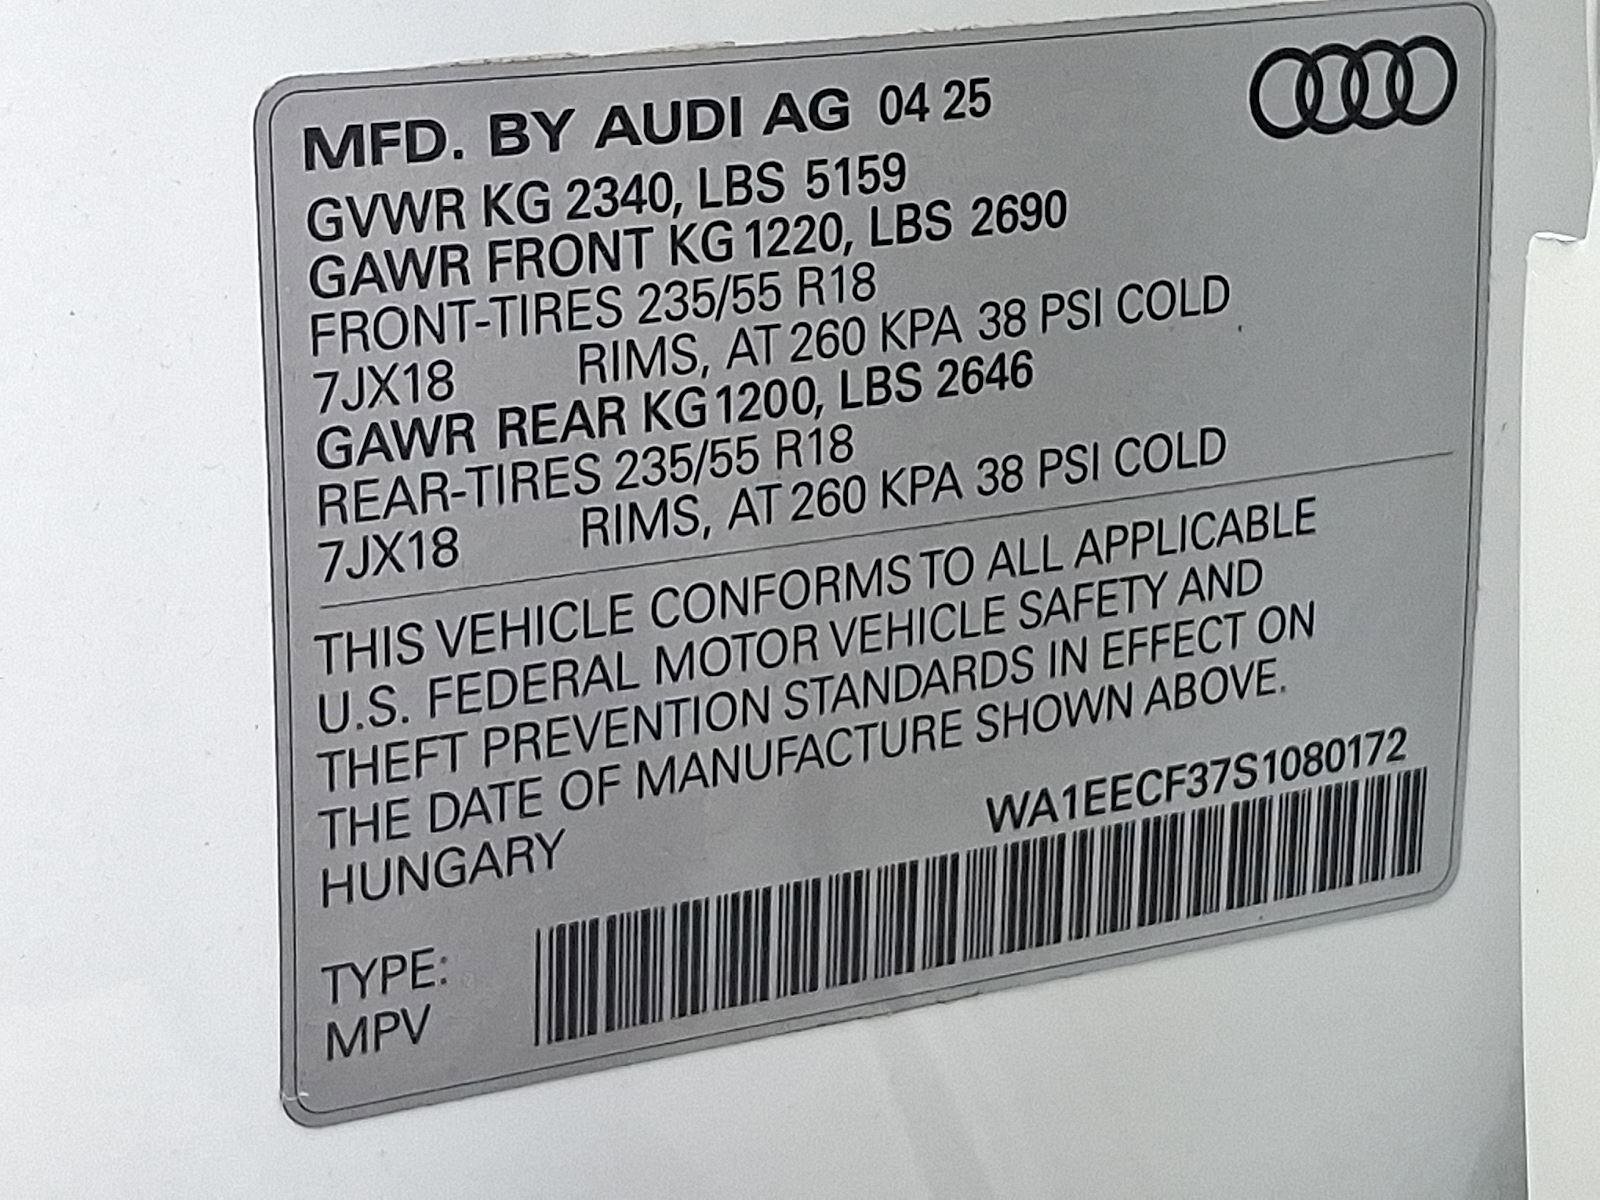 MFD. BY AUDI AG 04 25
GVWR KG 2340, LBS 5159
GAWR FRONT KG 1220, LBS 2690
FRONT-TIRES 235/55 R18
7JX18 RIMS, AT 260 KPA 38 PSI COLD
GAWR REAR KG 1200, LBS 2646
REAR-TIRES 235/55 R18
7JX18 RIMS, AT 260 KPA 38 PSI COLD
THIS VEHICLE CONFORMS TO ALL APPLICABLE
U.S. FEDERAL MOTOR VEHICLE SAFETY AND
THEFT PREVENTION STANDARDS IN EFFECT ON
THE DATE OF MANUFACTURE SHOWN ABOVE.
HUNGARY
WA1EECF37S1080172
TYPE:
MPV